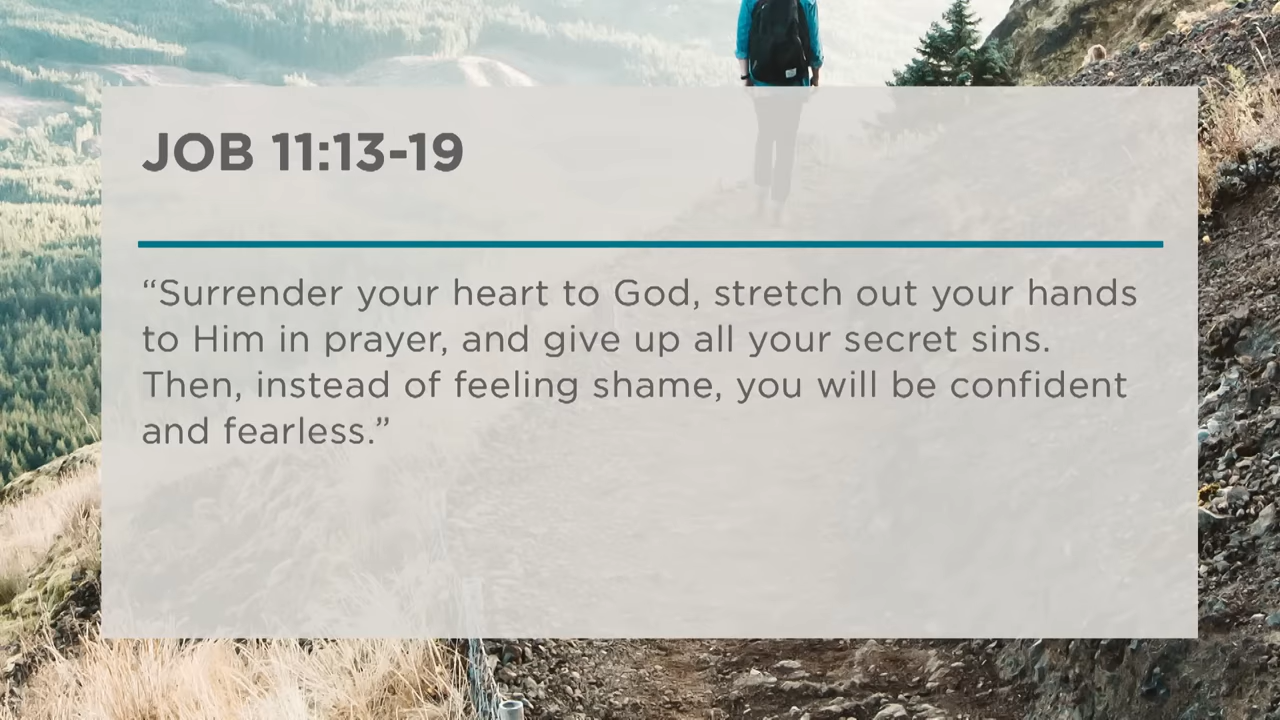 JOB 11:13-19
“Surrender your heart to God, stretch out your hands
to Him in prayer, and give up all your secret sins.
Then, instead of feeling shame, you will be confident
and fearless.”